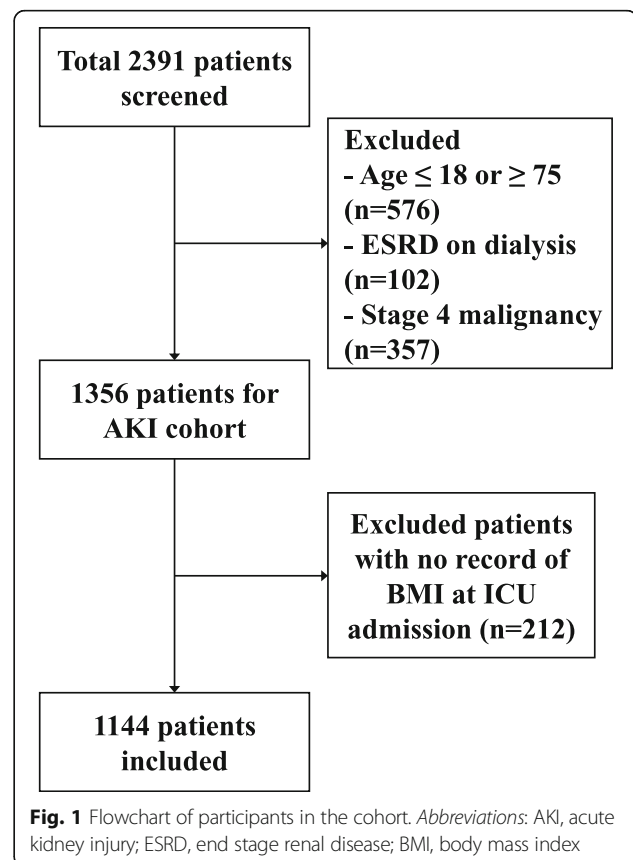 Total 2391 patients
screened
Excluded
- Age ≤ 18 or ≥ 75
(n=576)
- ESRD on dialysis
(n=102)
- Stage 4 malignancy
(n=357)
1356 patients for
AKI cohort
Excluded patients
with no record of
BMI at ICU
admission (n=212)
1144 patients
included
Fig. 1 Flowchart of participants in the cohort. Abbreviations: AKI, acute
kidney injury; ESRD, end stage renal disease; BMI, body mass index